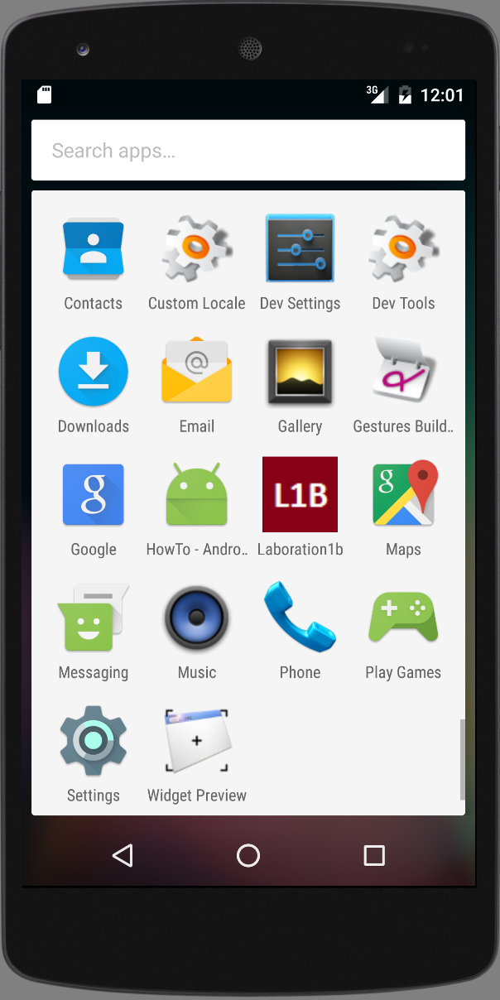 3G 12:01
Search apps...
Contacts Custom Locale Dev Settings Dev Tools
@
Downloads Email Gallery Gestures Build..
g L1B g
Google HowTo - Andro.. Laboration1b Maps
Messaging Music Phone Play Games
Settings Widget Preview